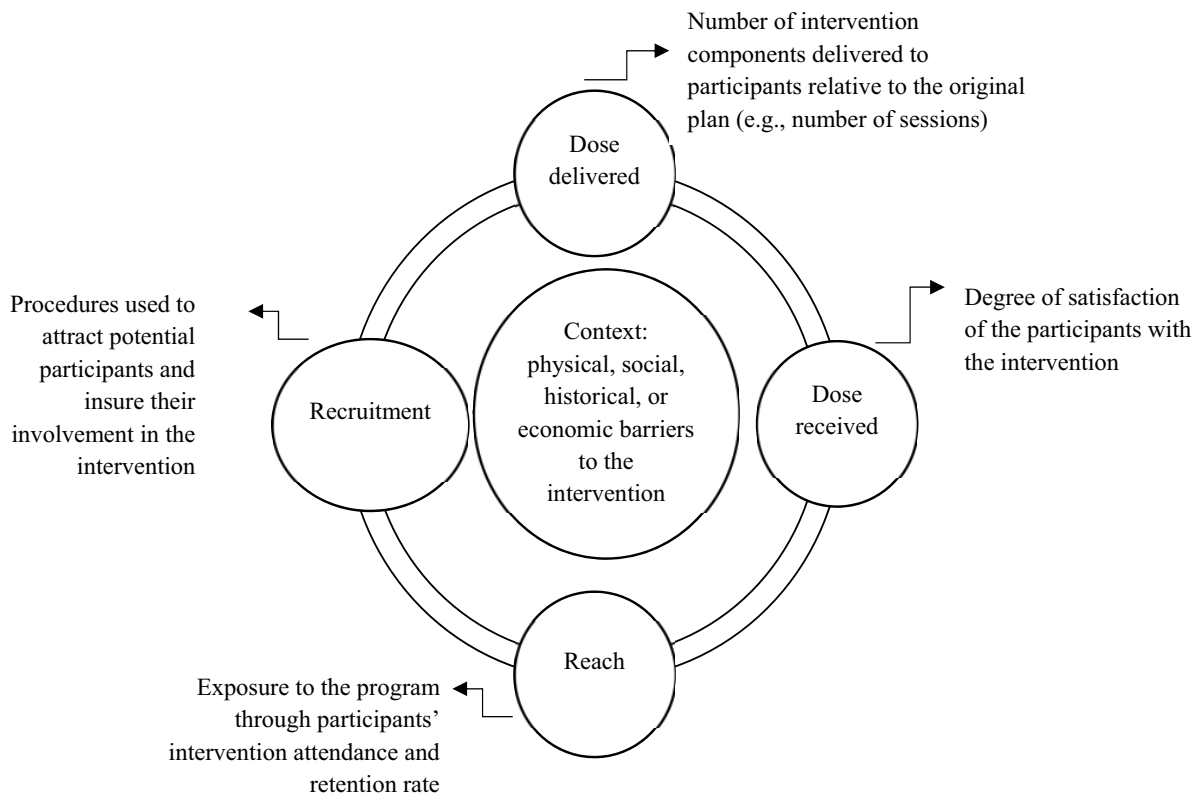 Number of intervention
components delivered to
participants relative to the original
plan (e.g., number of sessions)
Dose
delivered
Procedures used to
attract potential
participants and
insure their
involvement in the
intervention
Recruitment
Context:
physical, social,
historical, or
economic barriers
to the
intervention
Dose
received
Degree of satisfaction
of the participants with
the intervention
Reach
Exposure to the program
through participants’
intervention attendance and
retention rate